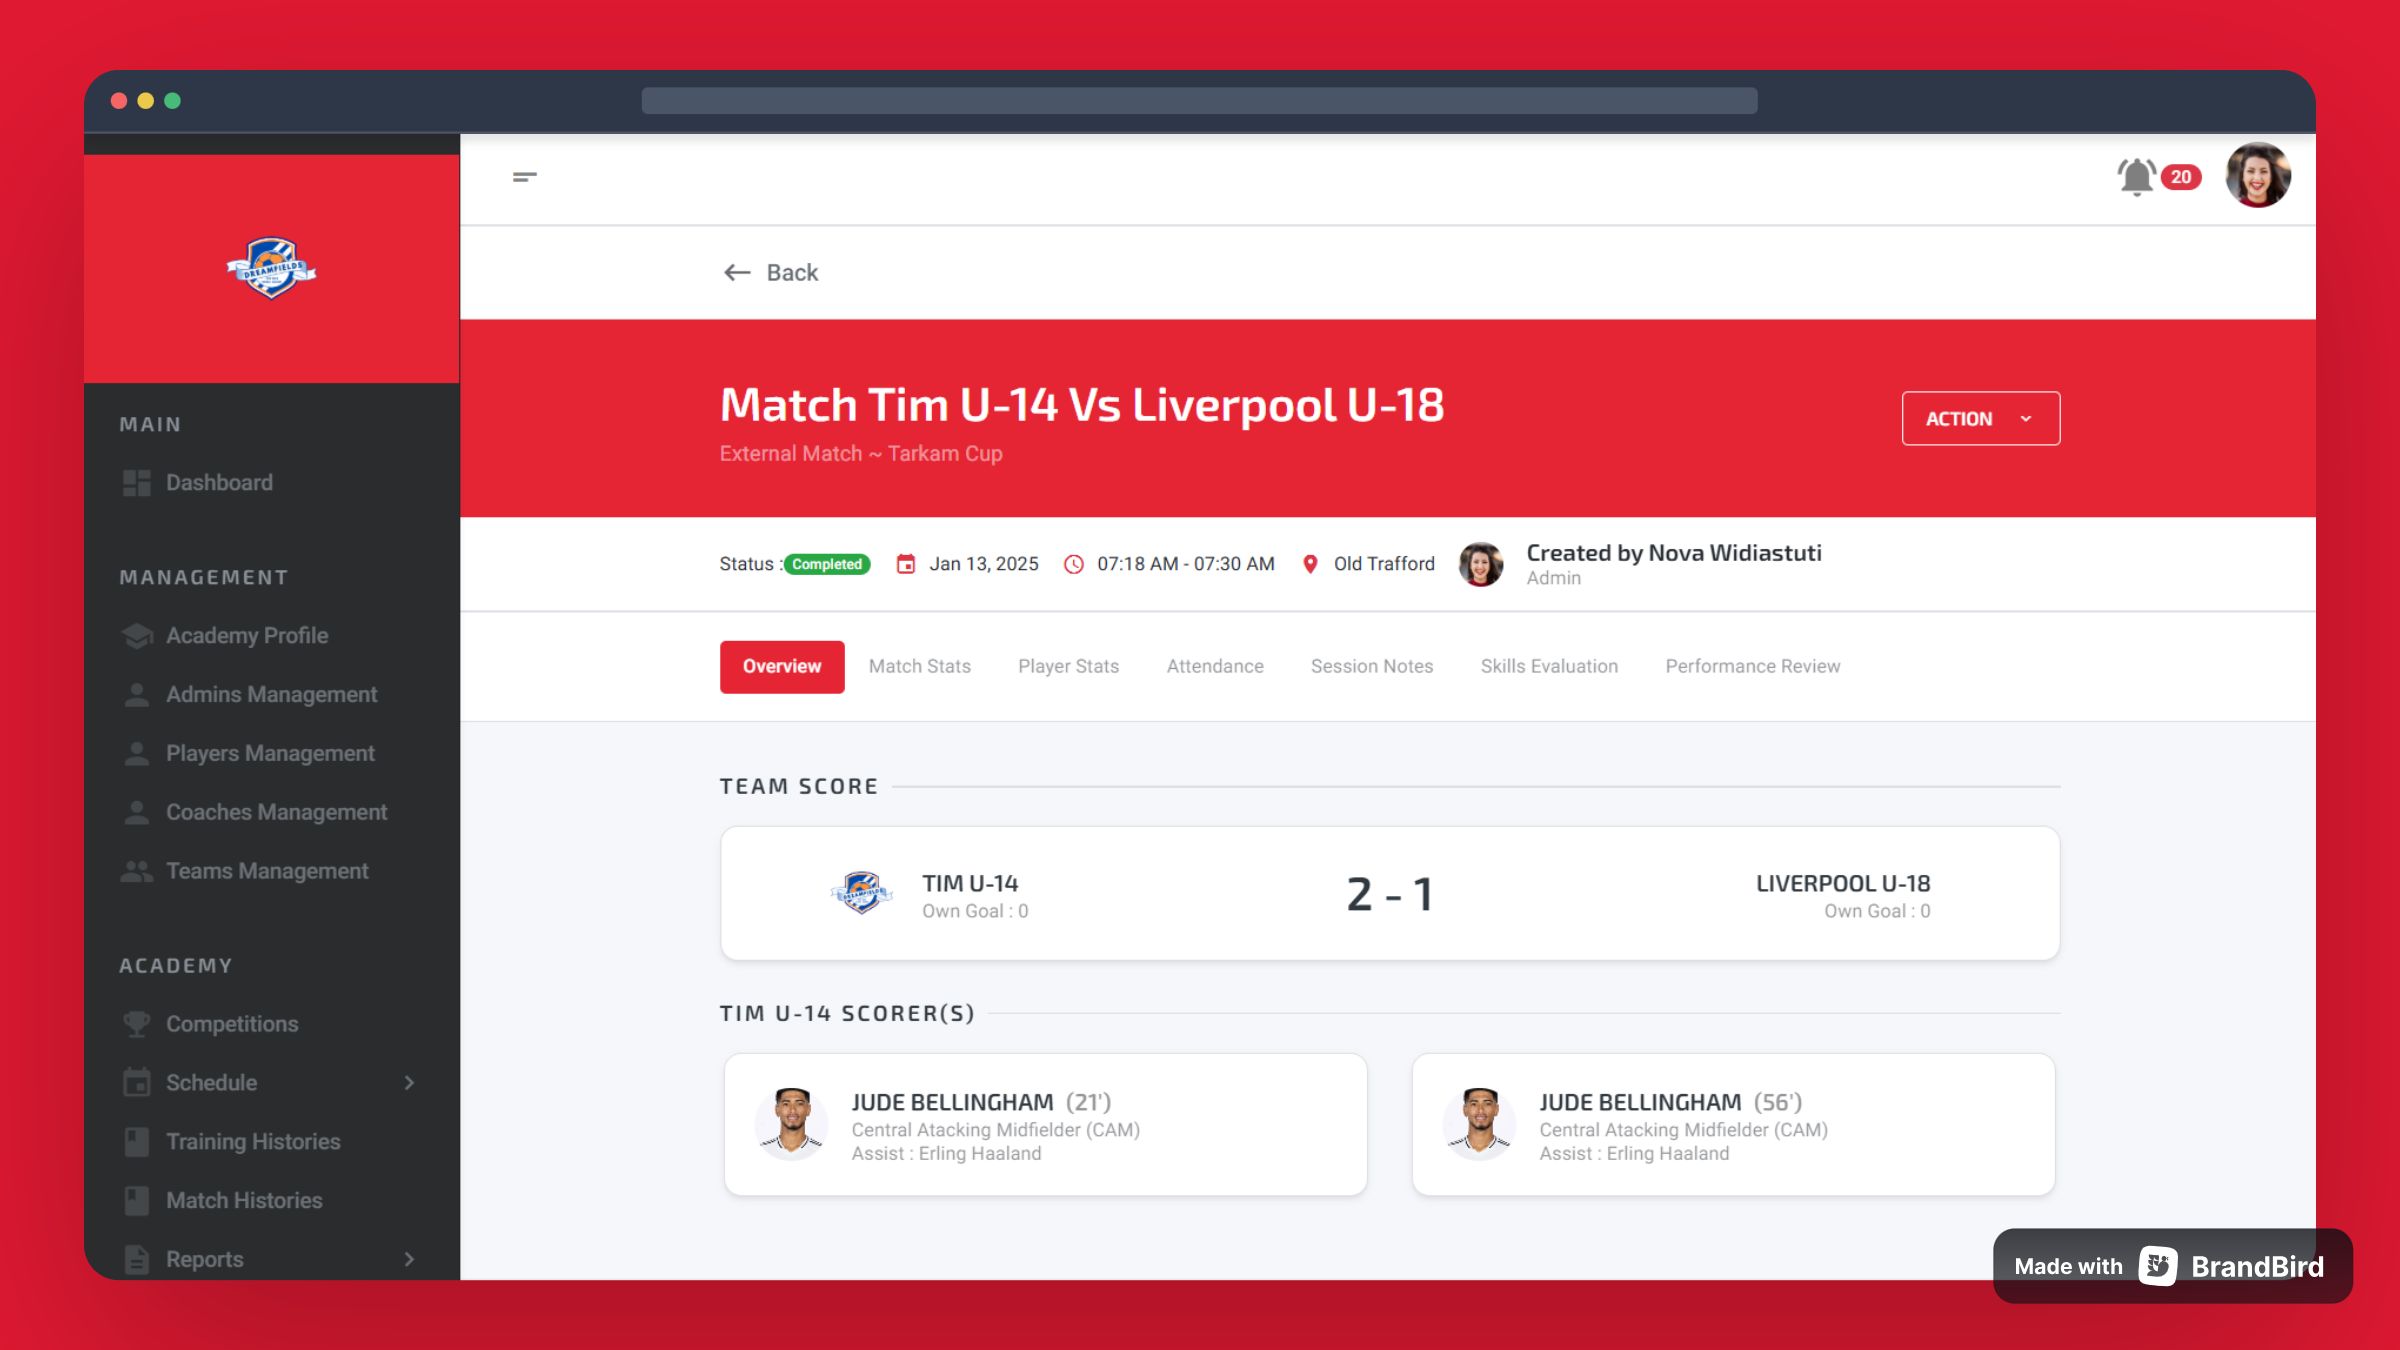 20
Back
Match Tim U-14 Vs Liverpool U-18
External Match ~ Tarkam Cup
ACTION
Status : Completed
Jan 13, 2025
07:18 AM - 07:30 AM
Old Trafford
Created by Nova Widiastuti
Admin
Overview
Match Stats
Player Stats
Attendance
Session Notes
Skills Evaluation
Performance Review
DREAMFIELDS
MAIN
Dashboard
MANAGEMENT
Academy Profile
Admins Management
Players Management
Coaches Management
Teams Management
ACADEMY
Competitions
Schedule
Training Histories
Match Histories
Reports
TEAM SCORE
DREAMFIELDS
TIM U-14
Own Goal : 0
2 - 1
LIVERPOOL U-18
Own Goal : 0
TIM U-14 SCORER(S)
JUDE BELLINGHAM (21')
Central Atacking Midfielder (CAM)
Assist : Erling Haaland
JUDE BELLINGHAM (56')
Central Atacking Midfielder (CAM)
Assist : Erling Haaland
Made with BrandBird